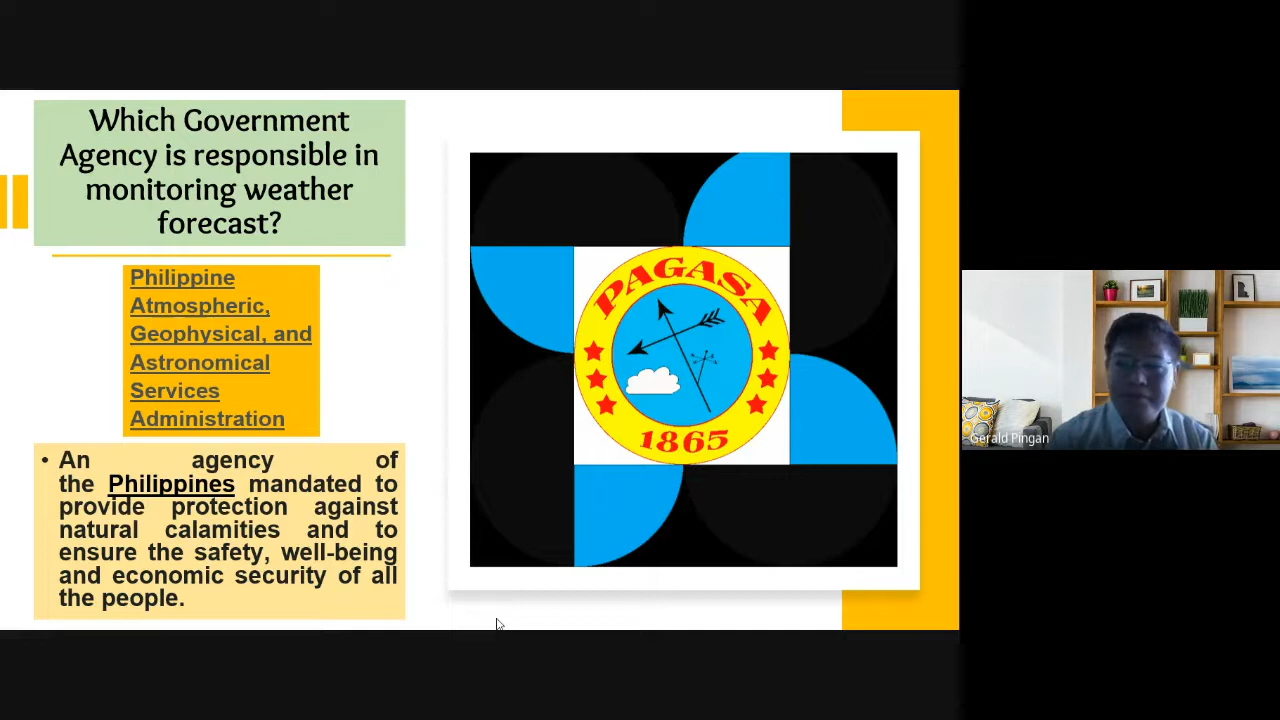 Which Government
Agency is responsible in
monitoring weather
forecast?
Philippine
Atmospheric,
Geophysical, and
Astronomical
Services
Administration
• An agency of
the Philippines mandated to
provide protection against
natural calamities and to
ensure the safety, well-being
and economic security of all
the people.
PAGASA
1865
Gerald Pingan